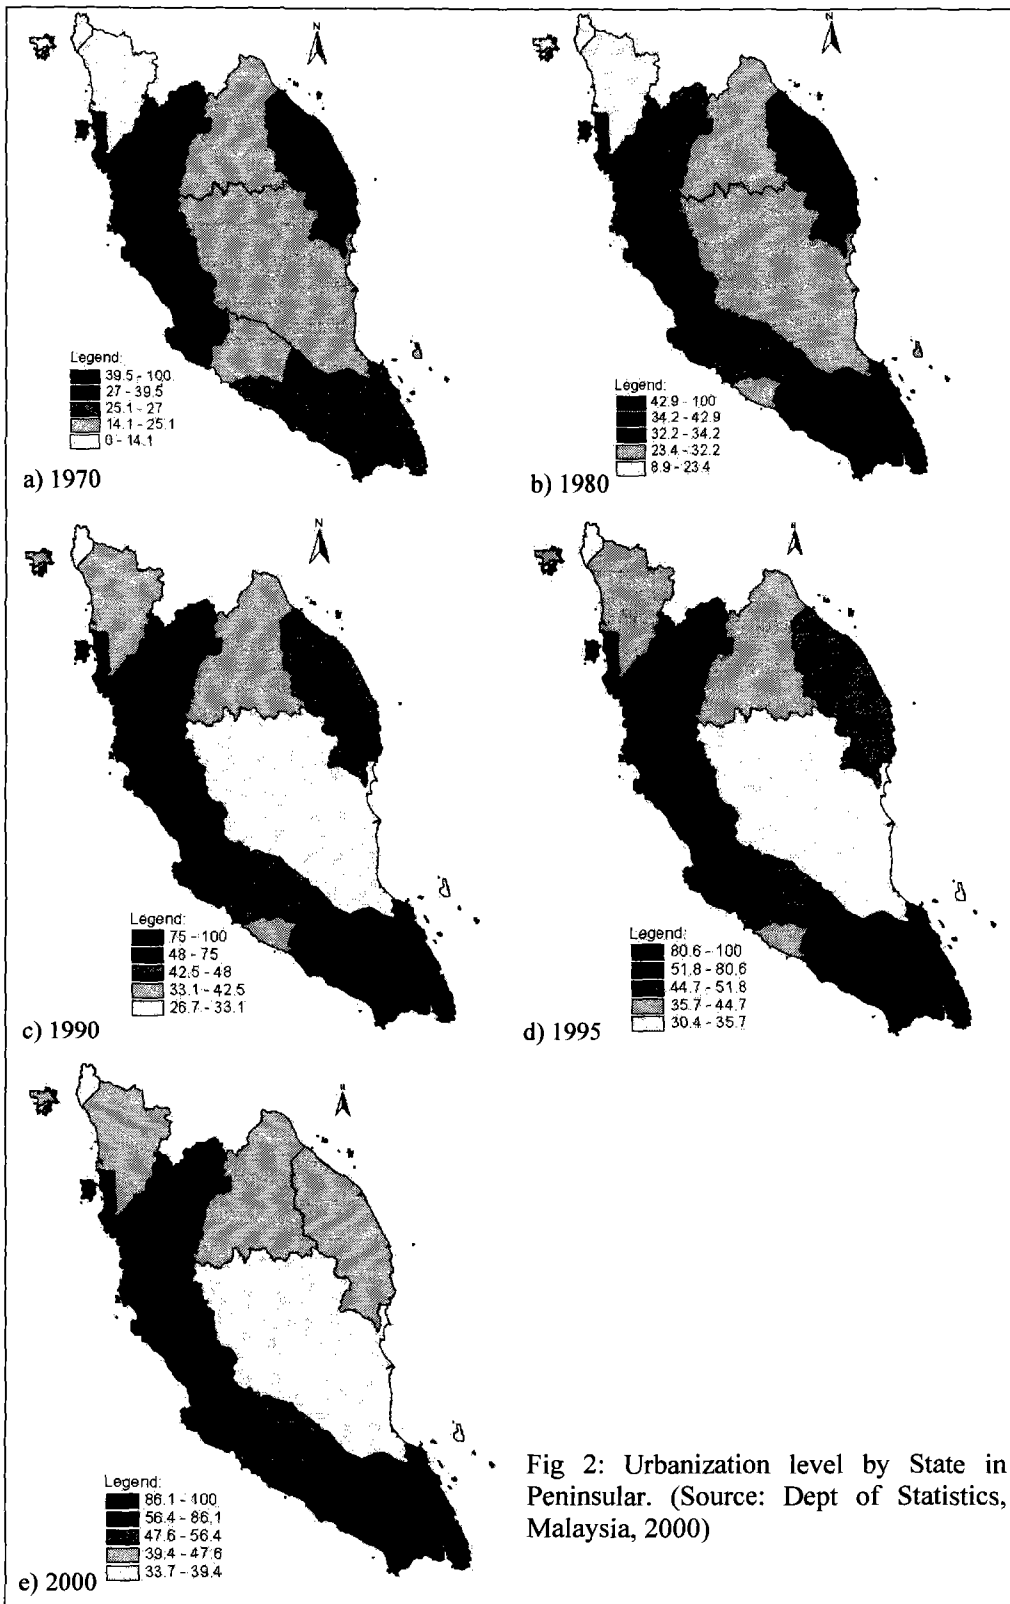 N
N
Legend:
39.5 - 100
27 - 39.5
25.1 - 27
14.1 - 25.1
0 - 14.1
a) 1970
Legend:
42.9 - 100
34.2 - 42.9
32.2 - 34.2
23.4 - 32.2
8.9 - 23.4
b) 1980
N
N
Legend:
75 - 100
48 - 75
42.5 - 48
33.1 - 42.5
26.7 - 33.1
c) 1990
Legend:
80.6 - 100
51.8 - 80.6
44.7 - 51.8
35.7 - 44.7
30.4 - 35.7
d) 1995
N
Legend:
86.1 - 100
56.4 - 86.1
47.6 - 56.4
39.4 - 47.6
33.7 - 39.4
e) 2000
Fig 2: Urbanization level by State in
Peninsular. (Source: Dept of Statistics,
Malaysia, 2000)